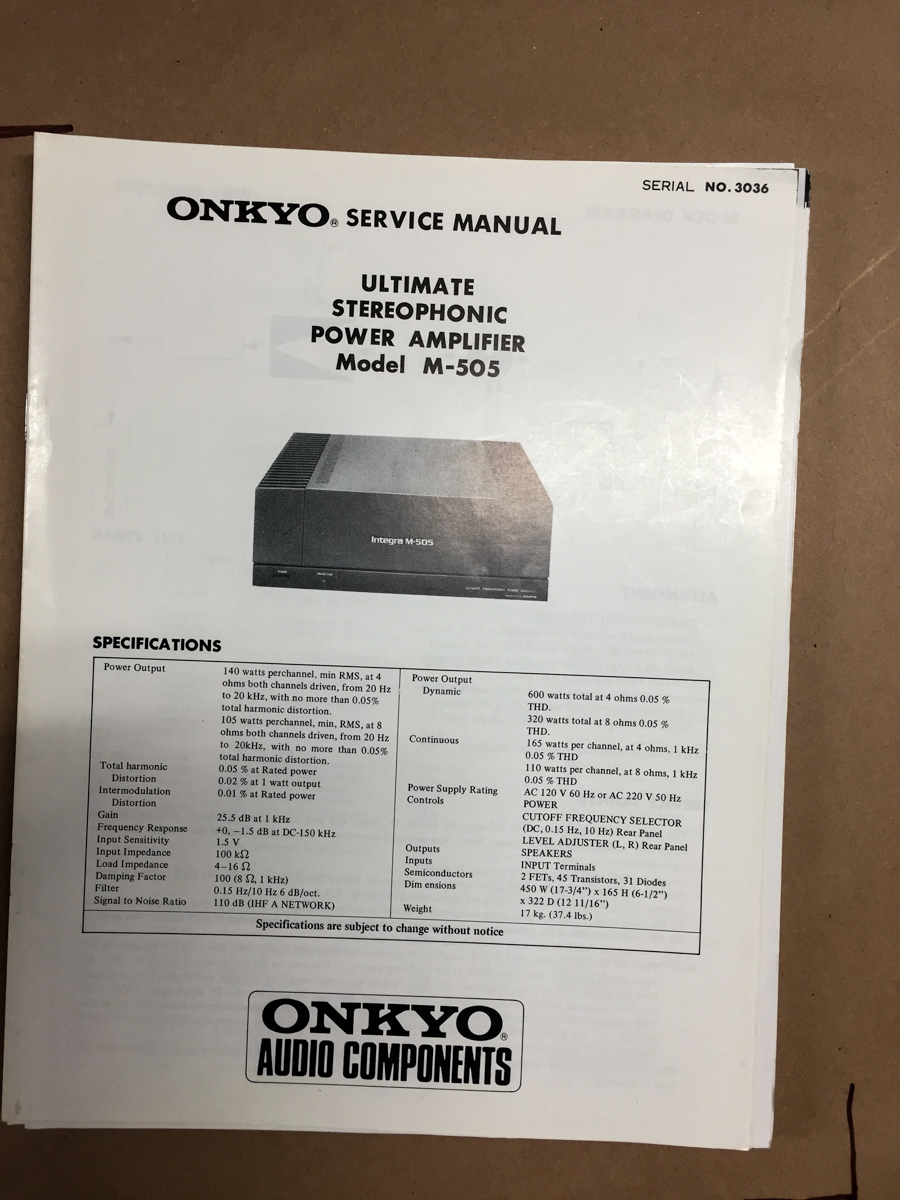 SERIAL NO. 3036
ONKYO® SERVICE MANUAL
ULTIMATE
STEREOPHONIC
POWER AMPLIFIER
Model M-505
Integra M-505
SPECIFICATIONS
Power Output 140 watts perchannel, min RMS, at 4
ohms both channels driven, from 20 Hz
to 20 kHz, with no more than 0.05%
total harmonic distortion.
105 watts perchannel, min, RMS, at 8
ohms both channels driven, from 20 Hz
to 20kHz, with no more than 0.05%
total harmonic distortion.
Total harmonic 0.05 % at Rated power
Distortion 0.02 % at 1 watt output
Intermodulation 0.01 % at Rated power
Distortion
Gain 25.5 dB at 1 kHz
Frequency Response +0, −1.5 dB at DC-150 kHz
Input Sensitivity 1.5 V
Input Impedance 100 kΩ
Load Impedance 4–16 Ω
Damping Factor 100 (8 Ω, 1 kHz)
Filter 0.15 Hz/10 Hz 6 dB/oct.
Signal to Noise Ratio 110 dB (IHF A NETWORK)
Power Output
Dynamic 600 watts total at 4 ohms 0.05 %
THD.
320 watts total at 8 ohms 0.05 %
THD.
Continuous 165 watts per channel, at 4 ohms, 1 kHz
0.05 % THD
110 watts per channel, at 8 ohms, 1 kHz
0.05 % THD
Power Supply Rating AC 120 V 60 Hz or AC 220 V 50 Hz
Controls POWER
CUTOFF FREQUENCY SELECTOR
(DC, 0.15 Hz, 10 Hz) Rear Panel
LEVEL ADJUSTER (L, R) Rear Panel
Outputs SPEAKERS
Inputs INPUT Terminals
Semiconductors 2 FETs, 45 Transistors, 31 Diodes
Dim ensions 450 W (17-3/4”) x 165 H (6-1/2”)
x 322 D (12 11/16”)
Weight 17 kg. (37.4 lbs.)
Specifications are subject to change without notice
ONKYO®
AUDIO COMPONENTS